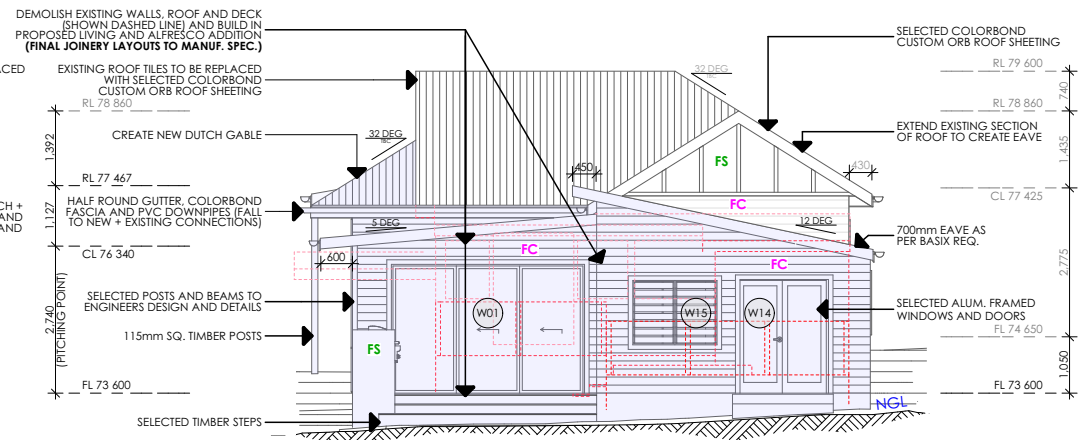 DEMOLISH EXISTING WALLS, ROOF AND DECK
(SHOWN DASHED LINE) AND BUILD IN
PROPOSED LIVING AND ALFRESCO ADDITION
(FINAL JOINERY LAYOUTS TO MANUF. SPEC.)
ACED
EXISTING ROOF TILES TO BE REPLACED
WITH SELECTED COLORBOND
CUSTOM ORB ROOF SHEETING
RL 78 860
CREATE NEW DUTCH GABLE
32 DEG
1.392
RL 77 467
CH +
AND
AND
HALF ROUND GUTTER, COLORBOND
FASCIA AND PVC DOWNPIPES (FALL
TO NEW + EXISTING CONNECTIONS)
1.127
5 DEG
CL 76 340
600
2.740
(PITCHING POINT)
SELECTED POSTS AND BEAMS TO
ENGINEERS DESIGN AND DETAILS
115mm SQ. TIMBER POSTS
FL 73 600
SELECTED TIMBER STEPS
FS
FC
W01
450
32 DEG
FS
FC
12 DEG
FC
W15
W14
430
NGL
SELECTED COLORBOND
CUSTOM ORB ROOF SHEETING
RL 79 600
740
RL 78 860
EXTEND EXISTING SECTION
OF ROOF TO CREATE EAVE
1.435
CL 77 425
700mm EAVE AS
PER BASIX REQ.
2.775
SELECTED ALUM. FRAMED
WINDOWS AND DOORS
FL 74 650
1.050
FL 73 600